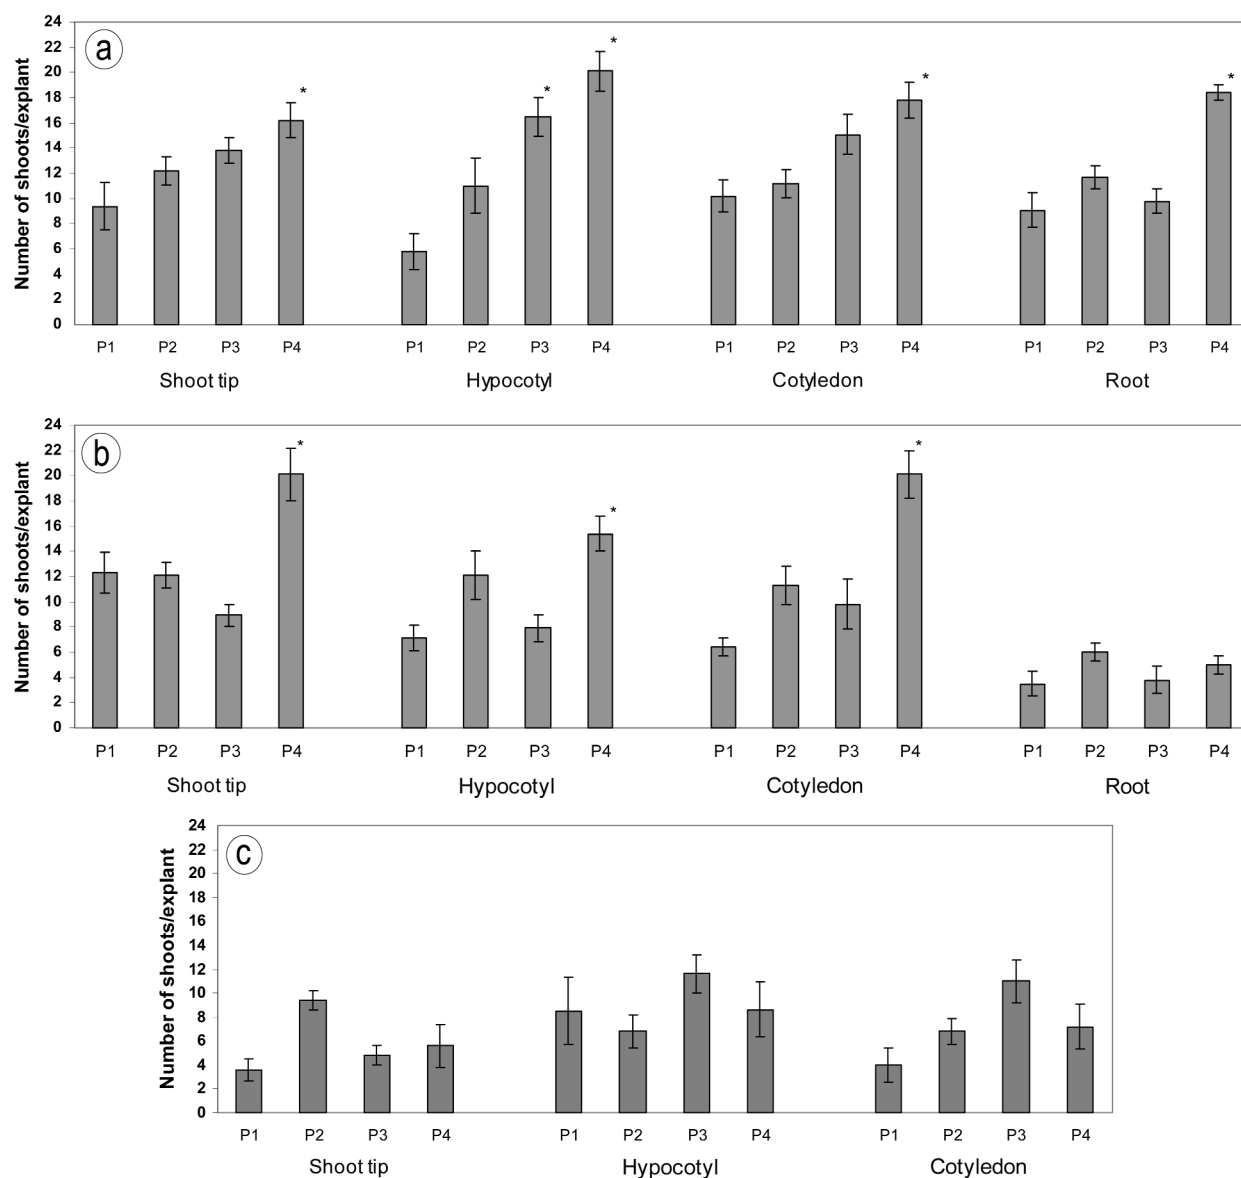 a
Number of shoots/explant
24
22
20
18
16
14
12
10
8
6
4
2
0
* * * * *
P1 P2 P3 P4 P1 P2 P3 P4 P1 P2 P3 P4 P1 P2 P3 P4
Shoot tip Hypocotyl Cotyledon Root
b
Number of shoots/explant
24
22
20
18
16
14
12
10
8
6
4
2
0
* * *
P1 P2 P3 P4 P1 P2 P3 P4 P1 P2 P3 P4 P1 P2 P3 P4
Shoot tip Hypocotyl Cotyledon Root
c
Number of shoots/explant
24
22
20
18
16
14
12
10
8
6
4
2
0
P1 P2 P3 P4 P1 P2 P3 P4 P1 P2 P3 P4
Shoot tip Hypocotyl Cotyledon